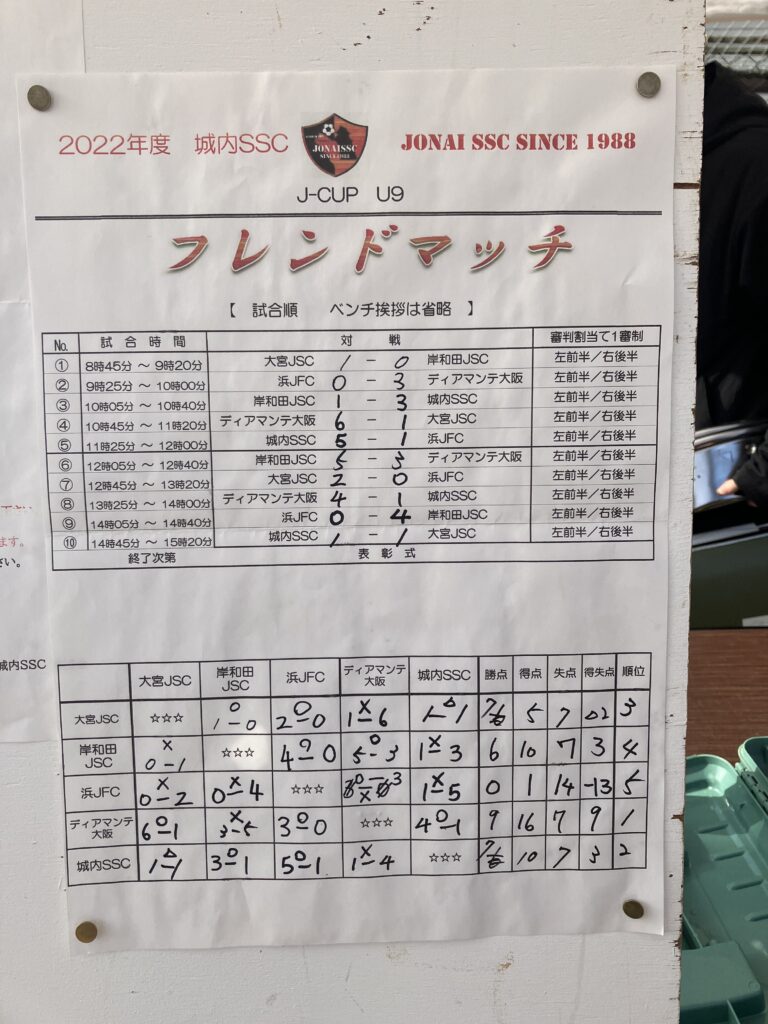 2022年度 城内SSC JONAISSC SINCE 1988 JONAI SSC SINCE 1988
J-CUP U9
フレンドマッチ
【 試合順 ベンチ挨拶は省略 】
No. 試合時間 対戦 審判割当て1審制
① 8時45分 ～ 9時20分 大宮JSC 1 － 0 岸和田JSC 左前半／右後半
② 9時25分 ～ 10時00分 浜JFC 0 － 3 ディアマンテ大阪 左前半／右後半
③ 10時05分 ～ 10時40分 岸和田JSC 1 － 3 城内SSC 左前半／右後半
④ 10時45分 ～ 11時20分 ディアマンテ大阪 6 － 1 大宮JSC 左前半／右後半
⑤ 11時25分 ～ 12時00分 城内SSC 5 － 1 浜JFC 左前半／右後半
⑥ 12時05分 ～ 12時40分 岸和田JSC 5 － 3 ディアマンテ大阪 左前半／右後半
⑦ 12時45分 ～ 13時20分 大宮JSC 2 － 0 浜JFC 左前半／右後半
⑧ 13時25分 ～ 14時00分 ディアマンテ大阪 4 － 1 城内SSC 左前半／右後半
⑨ 14時05分 ～ 14時40分 浜JFC 0 － 4 岸和田JSC 左前半／右後半
⑩ 14時45分 ～ 15時20分 城内SSC 1 － 1 大宮JSC 左前半／右後半
終了次第 表彰式
大宮JSC 岸和田JSC 浜JFC ディアマンテ大阪 城内SSC 勝点 得点 失点 得失点 順位
大宮JSC ☆☆☆ ○ 1－0 ○ 2－0 × 1－6 △ 1－1 7 5 7 △2 3
岸和田JSC × 0－1 ☆☆☆ ○ 4－0 ○ 5－3 × 1－3 6 10 7 3 4
浜JFC × 0－2 × 0－4 ☆☆☆ × 3 × 1－5 0 1 14 -13 5
ディアマンテ大阪 ○ 6－1 × 3－5 ○ 3－0 ☆☆☆ ○ 4－1 9 16 7 9 1
城内SSC △ 1－1 ○ 3－1 ○ 5－1 × 1－4 ☆☆☆ 7 10 7 3 2
ます。
さい。
城内SSC